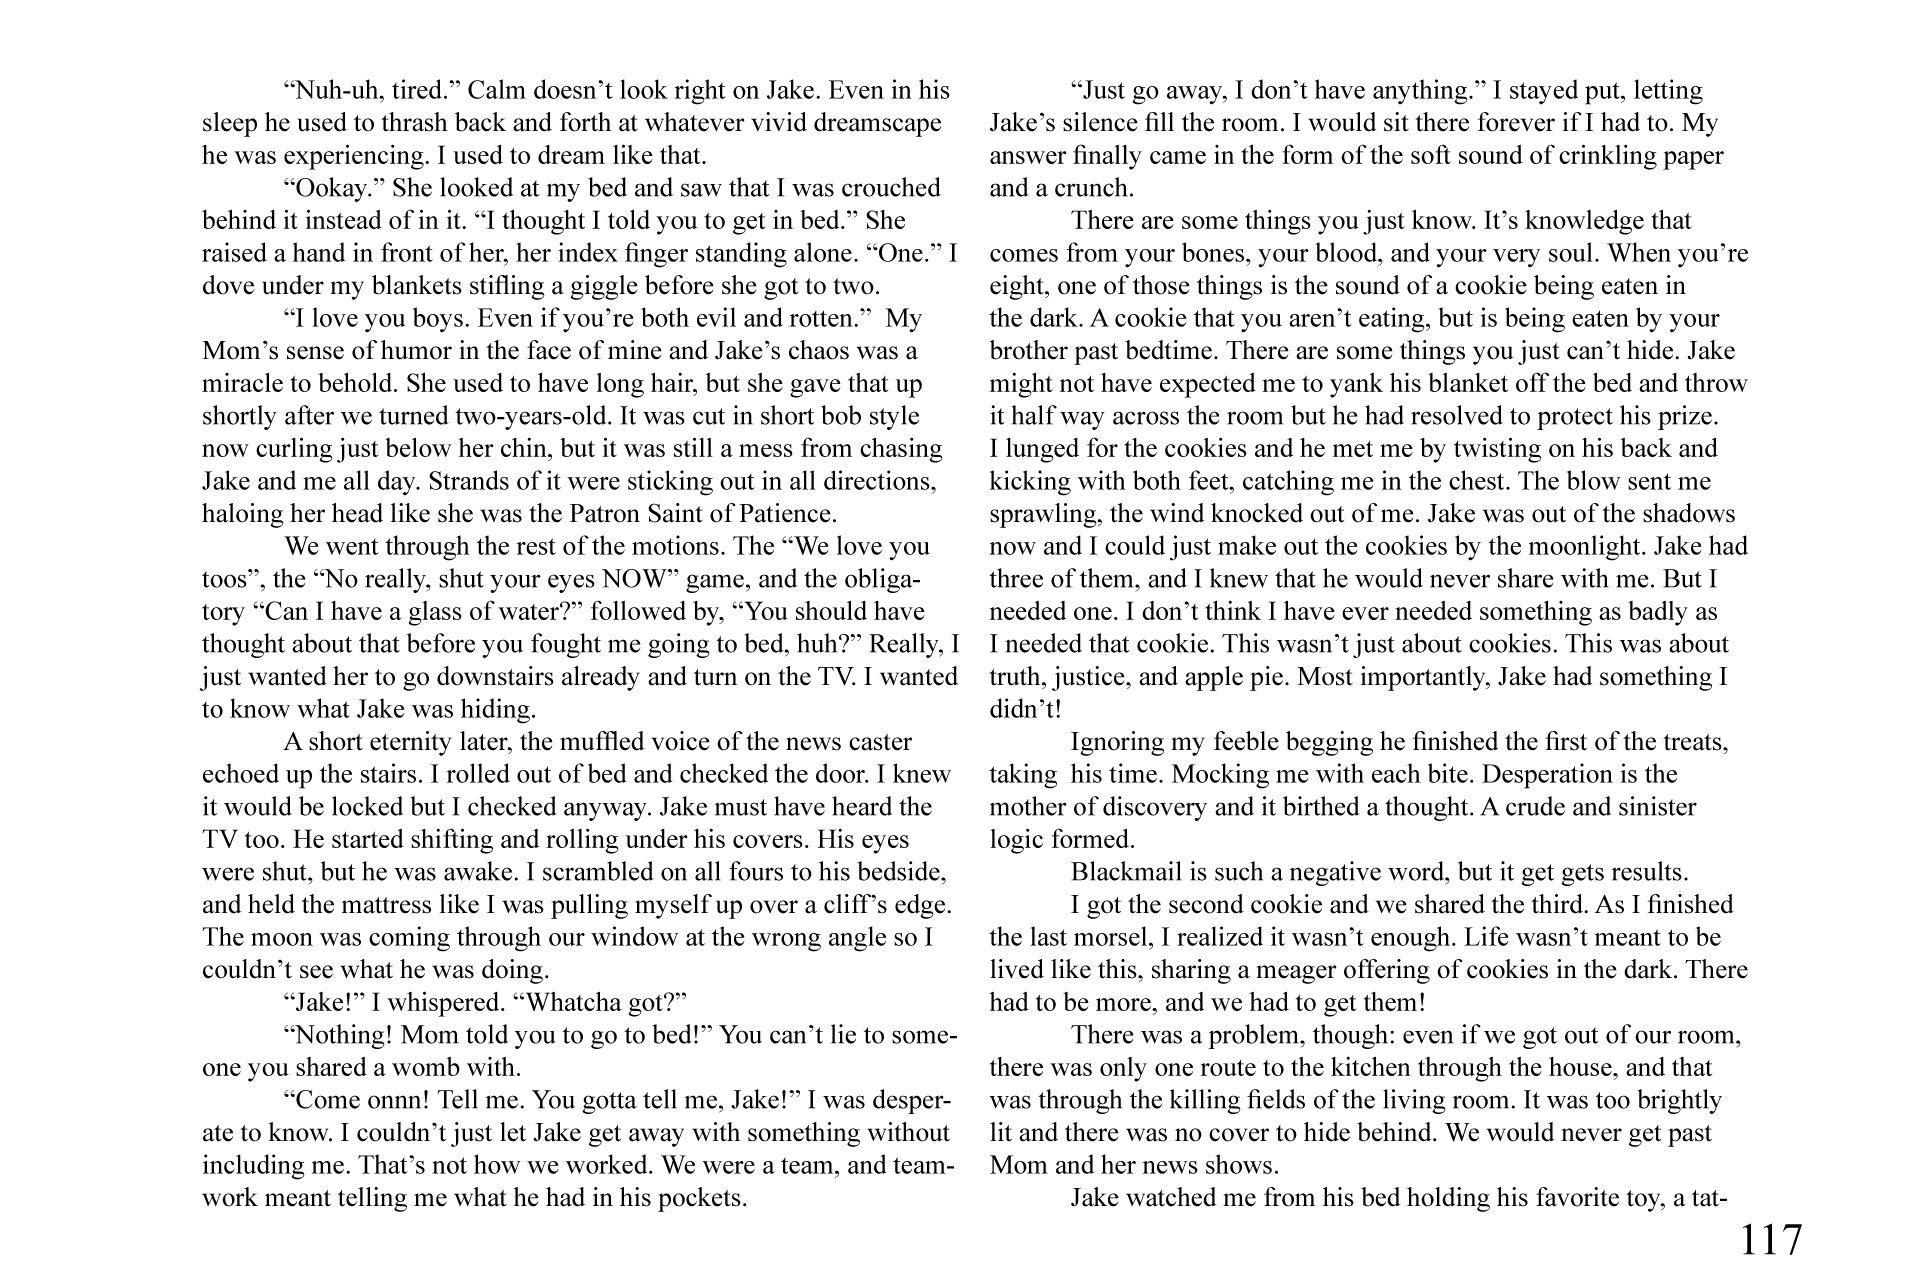 “Nuh-uh, tired.” Calm doesn’t look right on Jake. Even in his
sleep he used to thrash back and forth at whatever vivid dreamscape
he was experiencing. I used to dream like that.
“Ookay.” She looked at my bed and saw that I was crouched
behind it instead of in it. “I thought I told you to get in bed.” She
raised a hand in front of her, her index finger standing alone. “One.” I
dove under my blankets stifling a giggle before she got to two.
“I love you boys. Even if you’re both evil and rotten.”  My
Mom’s sense of humor in the face of mine and Jake’s chaos was a
miracle to behold. She used to have long hair, but she gave that up
shortly after we turned two-years-old. It was cut in short bob style
now curling just below her chin, but it was still a mess from chasing
Jake and me all day. Strands of it were sticking out in all directions,
haloing her head like she was the Patron Saint of Patience.
We went through the rest of the motions. The “We love you
toos”, the “No really, shut your eyes NOW” game, and the obliga-
tory “Can I have a glass of water?” followed by, “You should have
thought about that before you fought me going to bed, huh?” Really, I
just wanted her to go downstairs already and turn on the TV. I wanted
to know what Jake was hiding.
A short eternity later, the muffled voice of the news caster
echoed up the stairs. I rolled out of bed and checked the door. I knew
it would be locked but I checked anyway. Jake must have heard the
TV too. He started shifting and rolling under his covers. His eyes
were shut, but he was awake. I scrambled on all fours to his bedside,
and held the mattress like I was pulling myself up over a cliff’s edge.
The moon was coming through our window at the wrong angle so I
couldn’t see what he was doing.
“Jake!” I whispered. “Whatcha got?”
“Nothing! Mom told you to go to bed!” You can’t lie to some-
one you shared a womb with.
“Come onnn! Tell me. You gotta tell me, Jake!” I was desper-
ate to know. I couldn’t just let Jake get away with something without
including me. That’s not how we worked. We were a team, and team-
work meant telling me what he had in his pockets.
“Just go away, I don’t have anything.” I stayed put, letting
Jake’s silence fill the room. I would sit there forever if I had to. My
answer finally came in the form of the soft sound of crinkling paper
and a crunch.
There are some things you just know. It’s knowledge that
comes from your bones, your blood, and your very soul. When you’re
eight, one of those things is the sound of a cookie being eaten in
the dark. A cookie that you aren’t eating, but is being eaten by your
brother past bedtime. There are some things you just can’t hide. Jake
might not have expected me to yank his blanket off the bed and throw
it half way across the room but he had resolved to protect his prize.
I lunged for the cookies and he met me by twisting on his back and
kicking with both feet, catching me in the chest. The blow sent me
sprawling, the wind knocked out of me. Jake was out of the shadows
now and I could just make out the cookies by the moonlight. Jake had
three of them, and I knew that he would never share with me. But I
needed one. I don’t think I have ever needed something as badly as
I needed that cookie. This wasn’t just about cookies. This was about
truth, justice, and apple pie. Most importantly, Jake had something I
didn’t!
Ignoring my feeble begging he finished the first of the treats,
taking  his time. Mocking me with each bite. Desperation is the
mother of discovery and it birthed a thought. A crude and sinister
logic formed.
Blackmail is such a negative word, but it get gets results.
I got the second cookie and we shared the third. As I finished
the last morsel, I realized it wasn’t enough. Life wasn’t meant to be
lived like this, sharing a meager offering of cookies in the dark. There
had to be more, and we had to get them!
There was a problem, though: even if we got out of our room,
there was only one route to the kitchen through the house, and that
was through the killing fields of the living room. It was too brightly
lit and there was no cover to hide behind. We would never get past
Mom and her news shows.
Jake watched me from his bed holding his favorite toy, a tat-
117